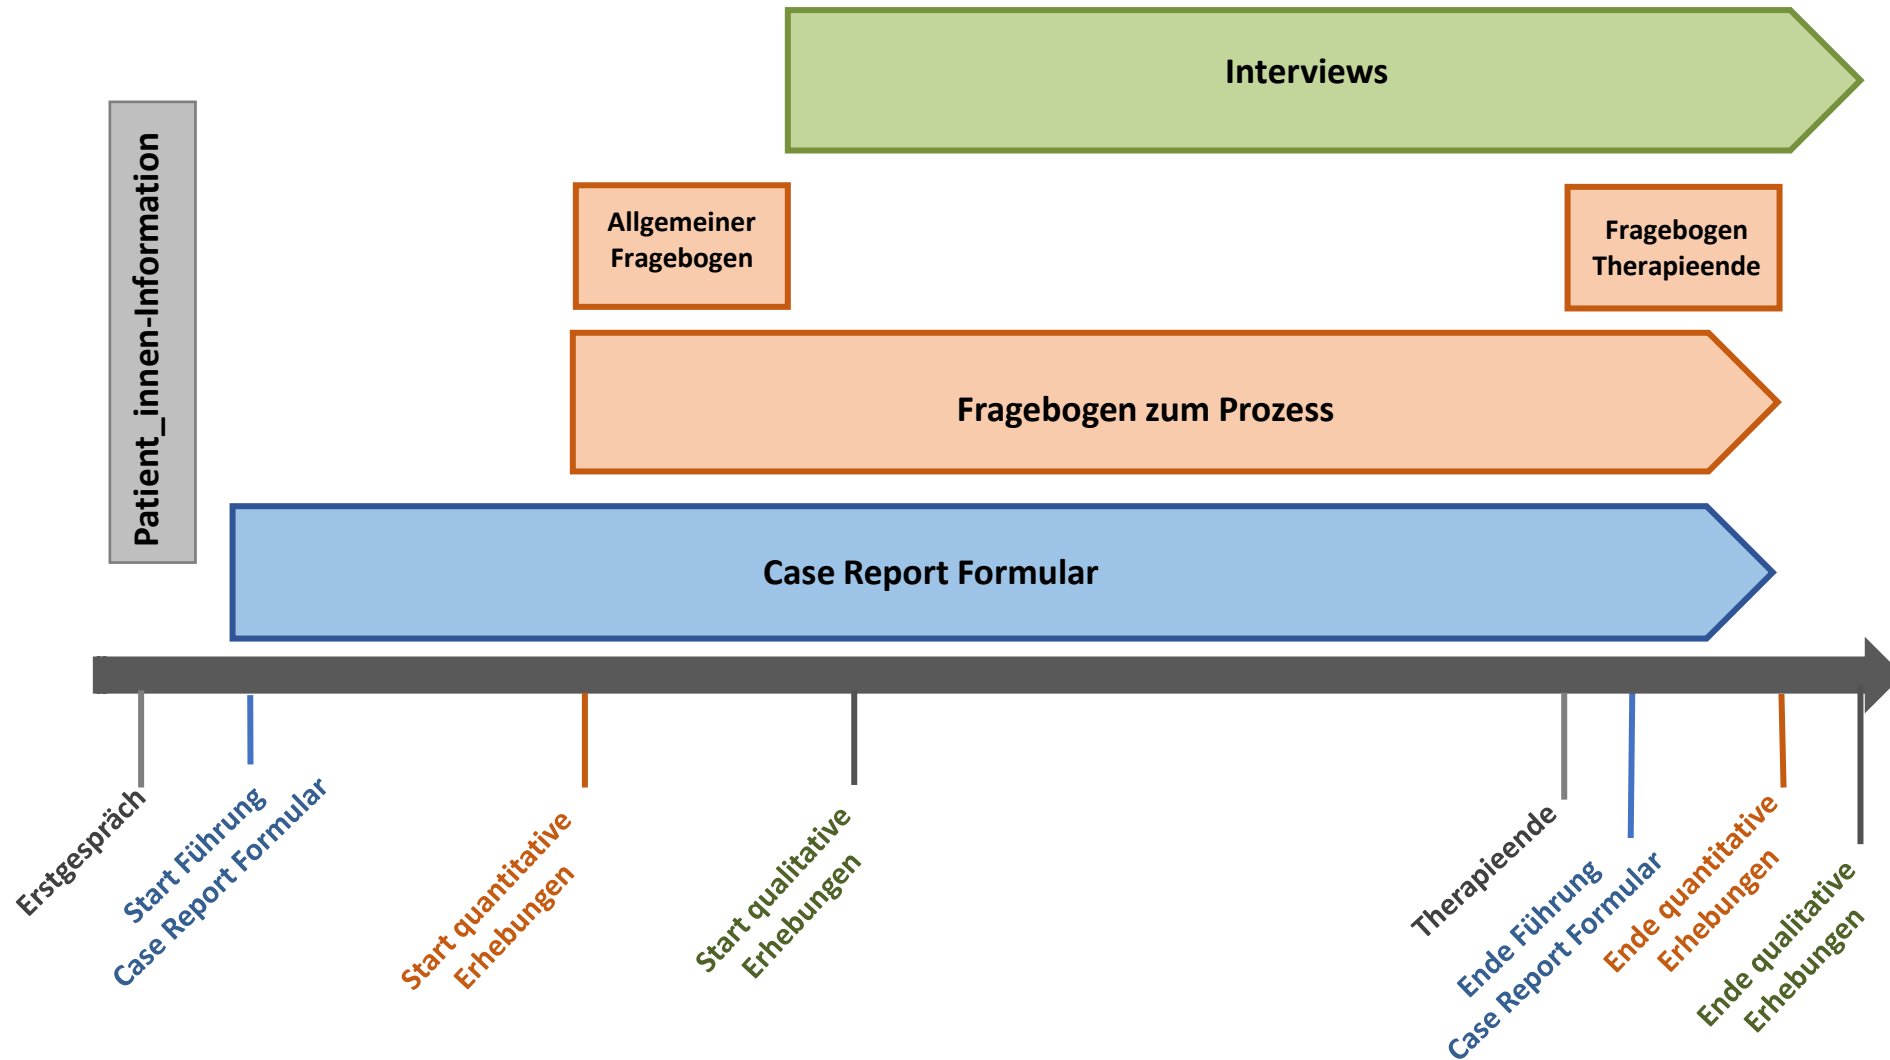 Interviews
Patient_innen-Information
Allgemeiner
Fragebogen
Fragebogen
Therapieende
Fragebogen zum Prozess
Case Report Formular
Erstgespräch
Start Führung
Case Report Formular
Start quantitative
Erhebungen
Start qualitative
Erhebungen
Therapieende
Ende Führung
Case Report Formular
Ende quantitative
Erhebungen
Ende qualitative
Erhebungen